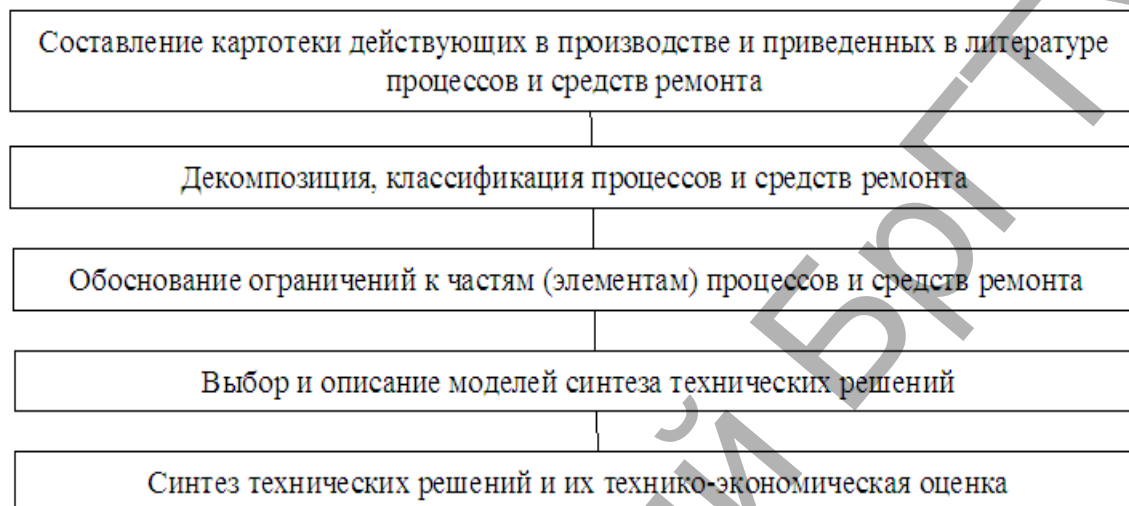 Составление картотеки действующих в производстве и приведенных в литературе
процессов и средств ремонта
Декомпозиция, классификация процессов и средств ремонта
Обоснование ограничений к частям (элементам) процессов и средств ремонта
Выбор и описание моделей синтеза технических решений
Синтез технических решений и их технико-экономическая оценка
БрГТ